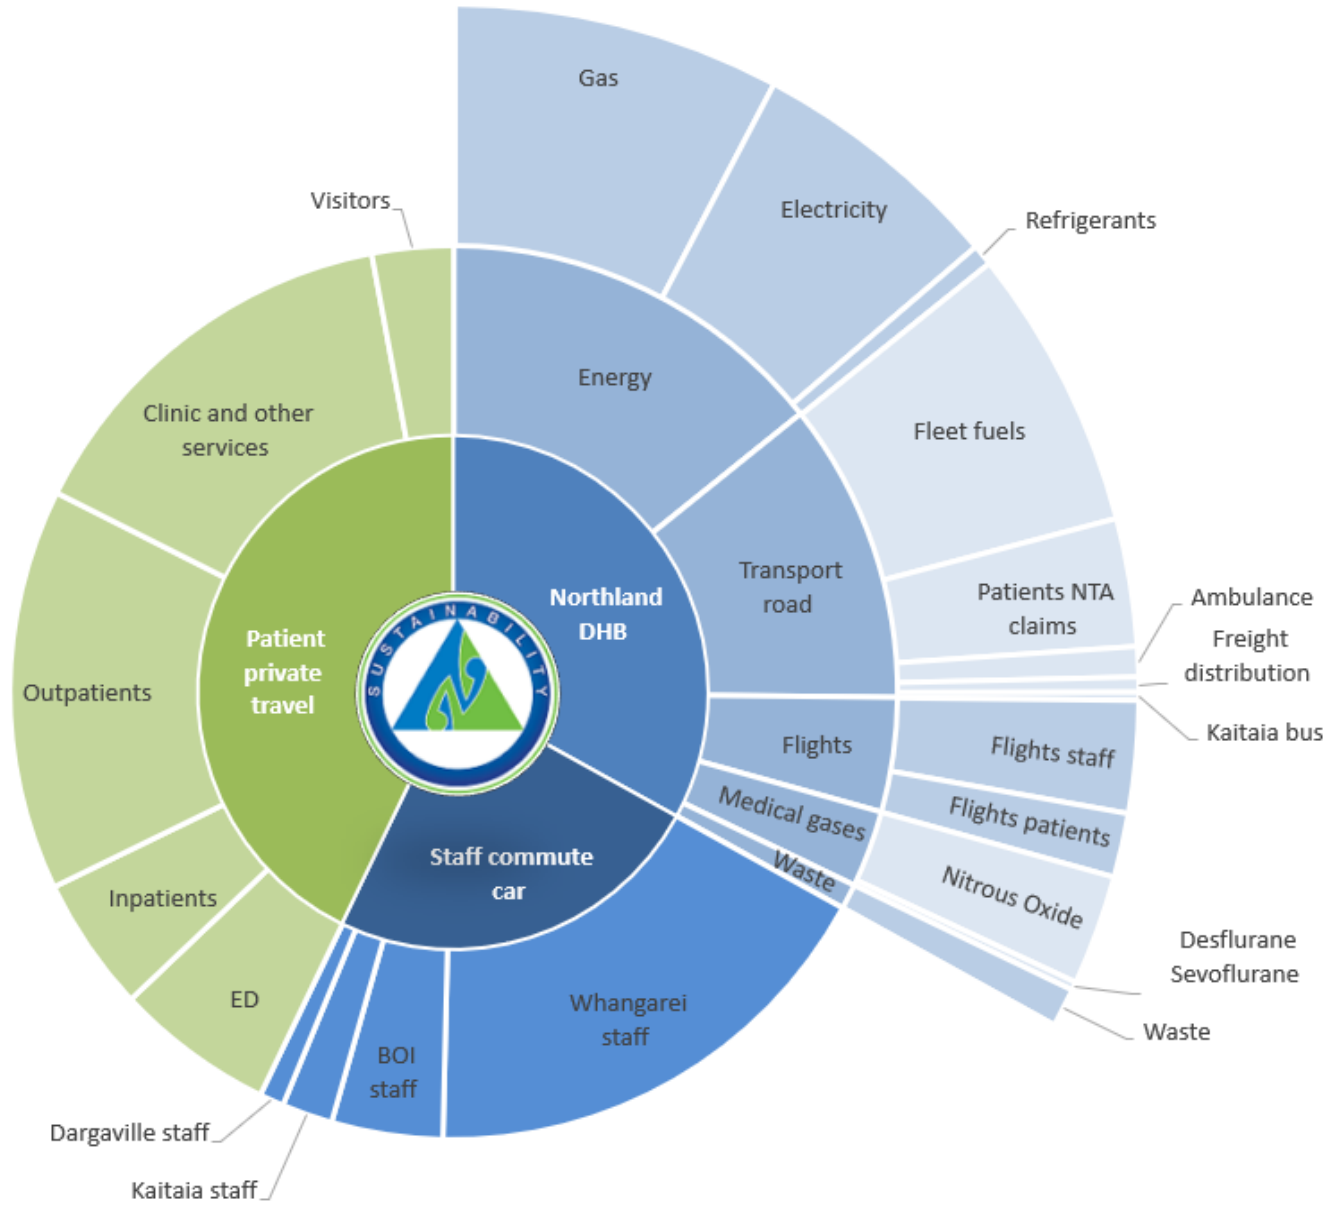 Gas
Electricity
Refrigerants
Visitors
Energy
Clinic and other
services
Fleet fuels
Transport
road
Patients NTA
claims
Ambulance
Freight
distribution
Kaitaia bus
Northland
DHB
Patient
private
travel
SUSTAINABILITY
Outpatients
Flights
Flights staff
Flights patients
Medical gases
Nitrous Oxide
Waste
Staff commute
car
Inpatients
Desflurane
Sevoflurane
Waste
ED
Whangarei
staff
BOI
staff
Dargaville staff
Kaitaia staff